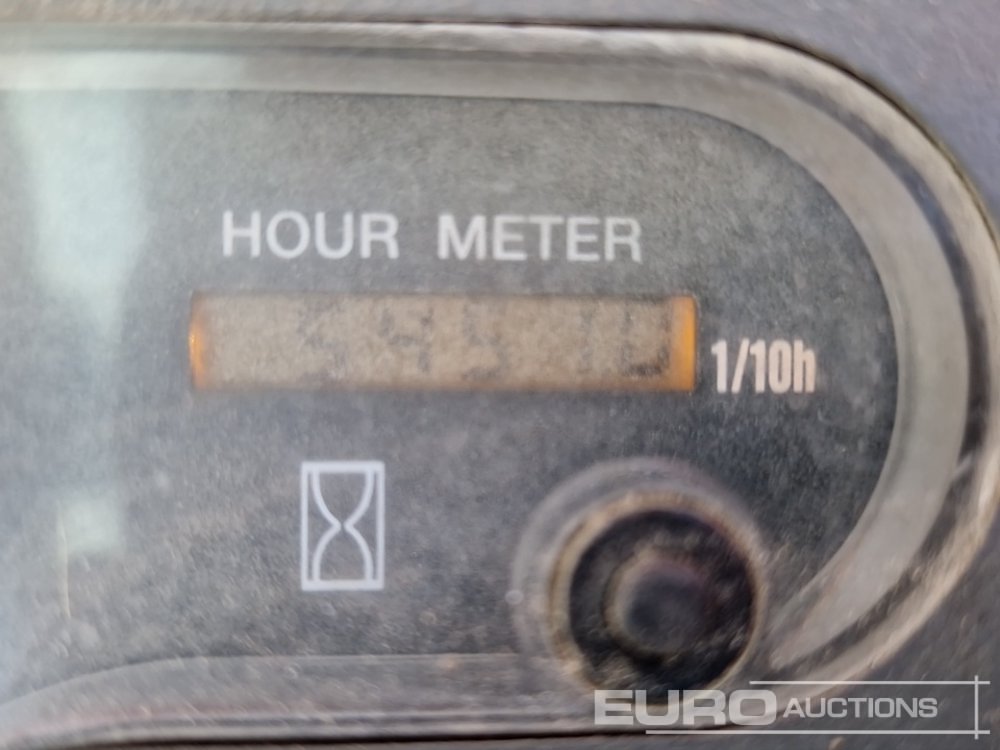 HOUR METER
1/10h
EURO AUCTIONS